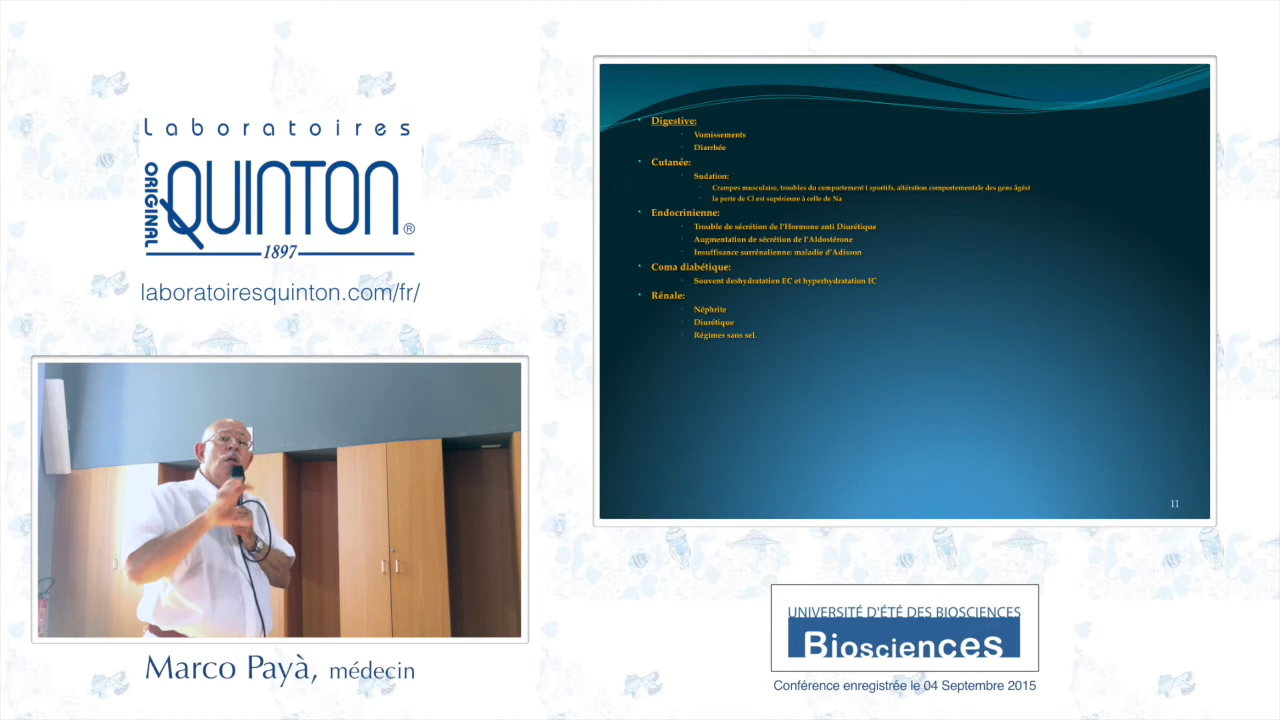 Laboratoires
ORIGINAL
QUINTON®
1897
laboratoiresquinton.com/fr/
Marco Payà, médecin
Digestive:
Vomissements
Diarrhée
Cutanée:
Sudation:
Crampes musculaire, troubles du comportement ( sportifs, altération comportementale des gens âgés)
la perte de Cl est supérieure à celle de Na
Endocrinienne:
Trouble de sécrétion de l'Hormone anti Diurétique
Augmentation de sécrétion de l'Aldostérone
Insuffisance surrénalienne: maladie d'Adisson
Coma diabétique:
Souvent deshydratation EC et hyperhydratation IC
Rénale:
Néphrite
Diurétique
Régimes sans sel.
11
UNIVERSITÉ D'ÉTÉ DES BIOSCIENCES
Biosciences
Conférence enregistrée le 04 Septembre 2015